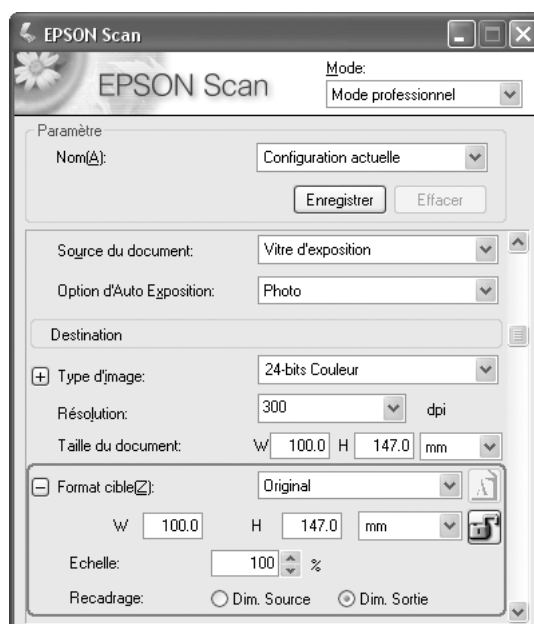 EPSON Scan
EPSON Scan
Mode:
Mode professionnel
Paramètre
Nom(A): Configuration actuelle
Enregistrer Effacer
Source du document: Vitre d'exposition
Option d'Auto Exposition: Photo
Destination
Type d'image: 24-bits Couleur
Résolution: 300 dpi
Taille du document: W 100.0 H 147.0 mm
Format cible(Z): Original
W 100.0 H 147.0 mm
Echelle: 100 %
Recadrage: Dim. Source Dim. Sortie